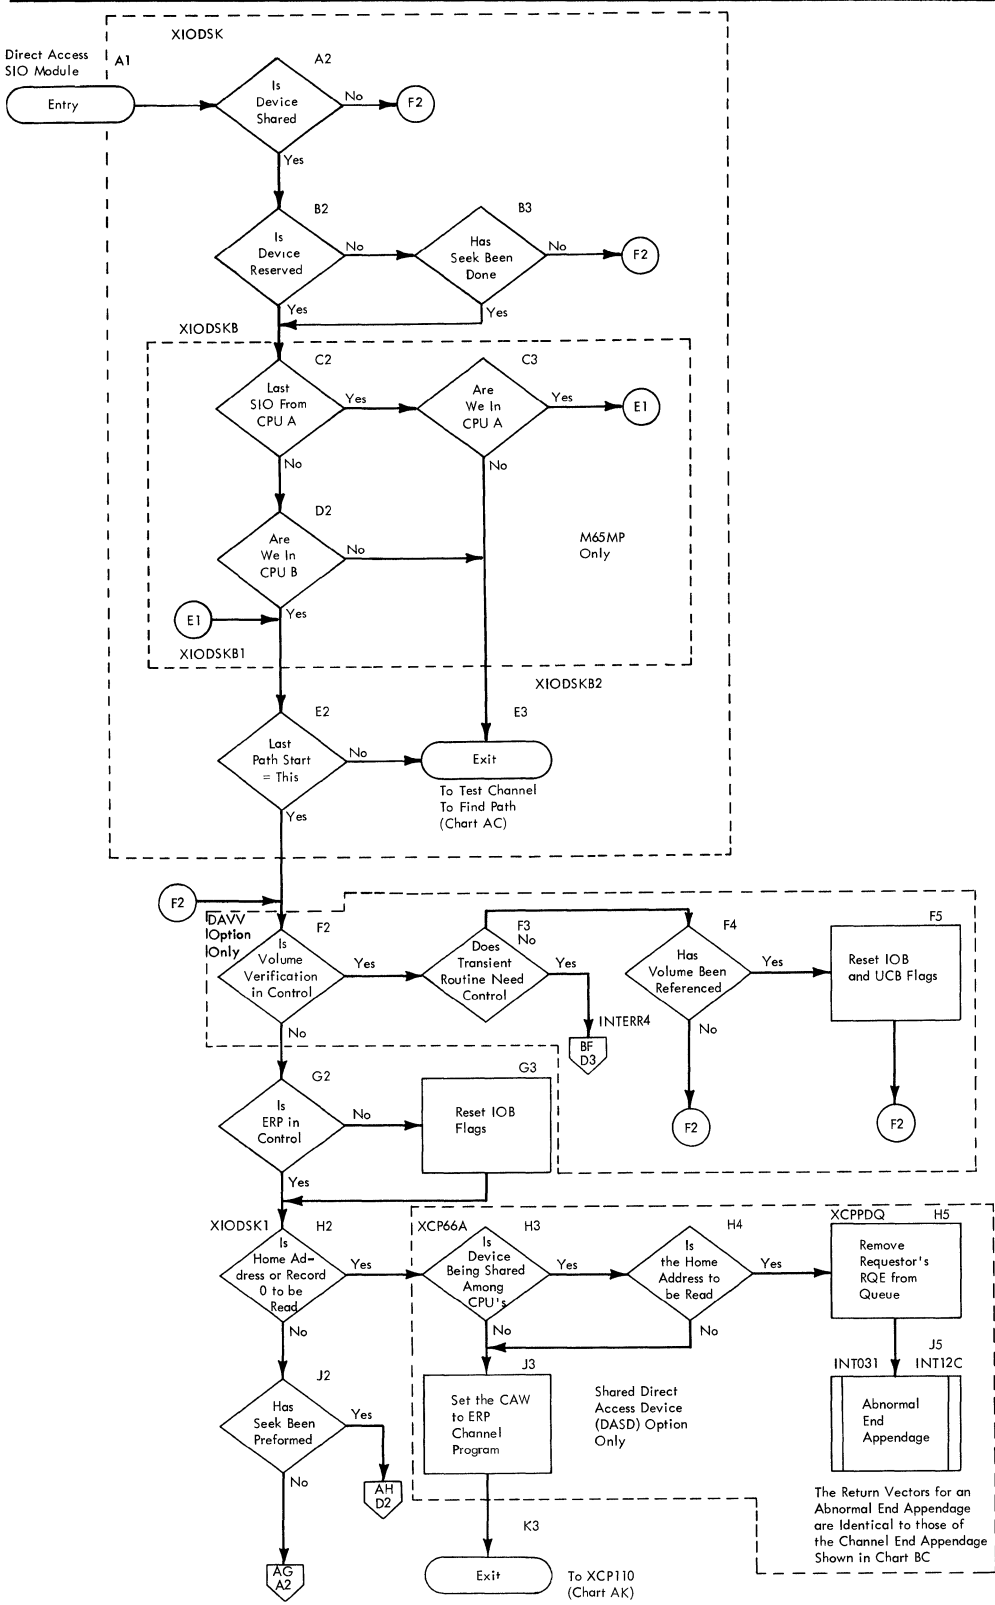 XIODSK
Direct Access
SIO Module
A1
A2
Entry
Is
Device
Shared
No
F2
Yes
B2
B3
Is
Device
Reserved
No
Has
Seek Been
Done
No
F2
Yes
Yes
XIODSKB
C2
C3
Last
SIO From
CPU A
Yes
Are
We In
CPU A
Yes
E1
No
No
D2
Are
We In
CPU B
No
M65MP
Only
E1
Yes
XIODSKB1
XIODSKB2
E2
E3
Last
Path Start
= This
No
Exit
To Test Channel
To Find Path
(Chart AC)
Yes
F2
DAVV
Option
Only
F2
Is
Volume
Verification
in Control
Yes
F3
No
Does
Transient
Routine Need
Control
Yes
INTERR4
BF
D3
F4
Has
Volume Been
Referenced
Yes
F5
Reset IOB
and UCB Flags
No
No
F2
F2
G2
G3
Is
ERP in
Control
No
Reset IOB
Flags
Yes
XIODSK1
H2
Is
Home Ad-
dress or Record
0 to be
Read
Yes
XCP66A
H3
Is
Device
Being Shared
Among
CPU's
Yes
H4
Is
the Home
Address to
be Read
Yes
XCPPDQ
H5
Remove
Requestor's
RQE from
Queue
No
No
No
J2
Has
Seek Been
Preformed
Yes
AH
D2
J3
Set the CAW
to ERP
Channel
Program
Shared Direct
Access Device
(DASD) Option
Only
J5
INT031
INT12C
Abnormal
End
Appendage
No
The Return Vectors for an
Abnormal End Appendage
are Identical to those of
the Channel End Appendage
Shown in Chart BC
AG
A2
K3
Exit
To XCP110
(Chart AK)